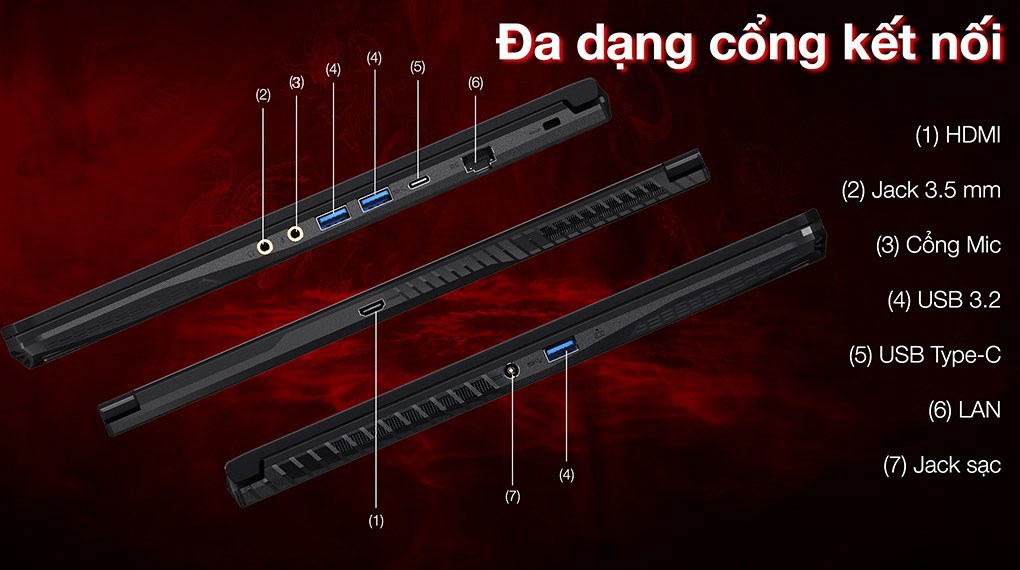 Đa dạng cổng kết nối
(4)
(4)
(5)
(3)
(6)
(2)
(1) HDMI
(2) Jack 3.5 mm
(3) Cổng Mic
(4) USB 3.2
(5) USB Type-C
(6) LAN
(7) Jack sạc
(4)
(7)
(1)